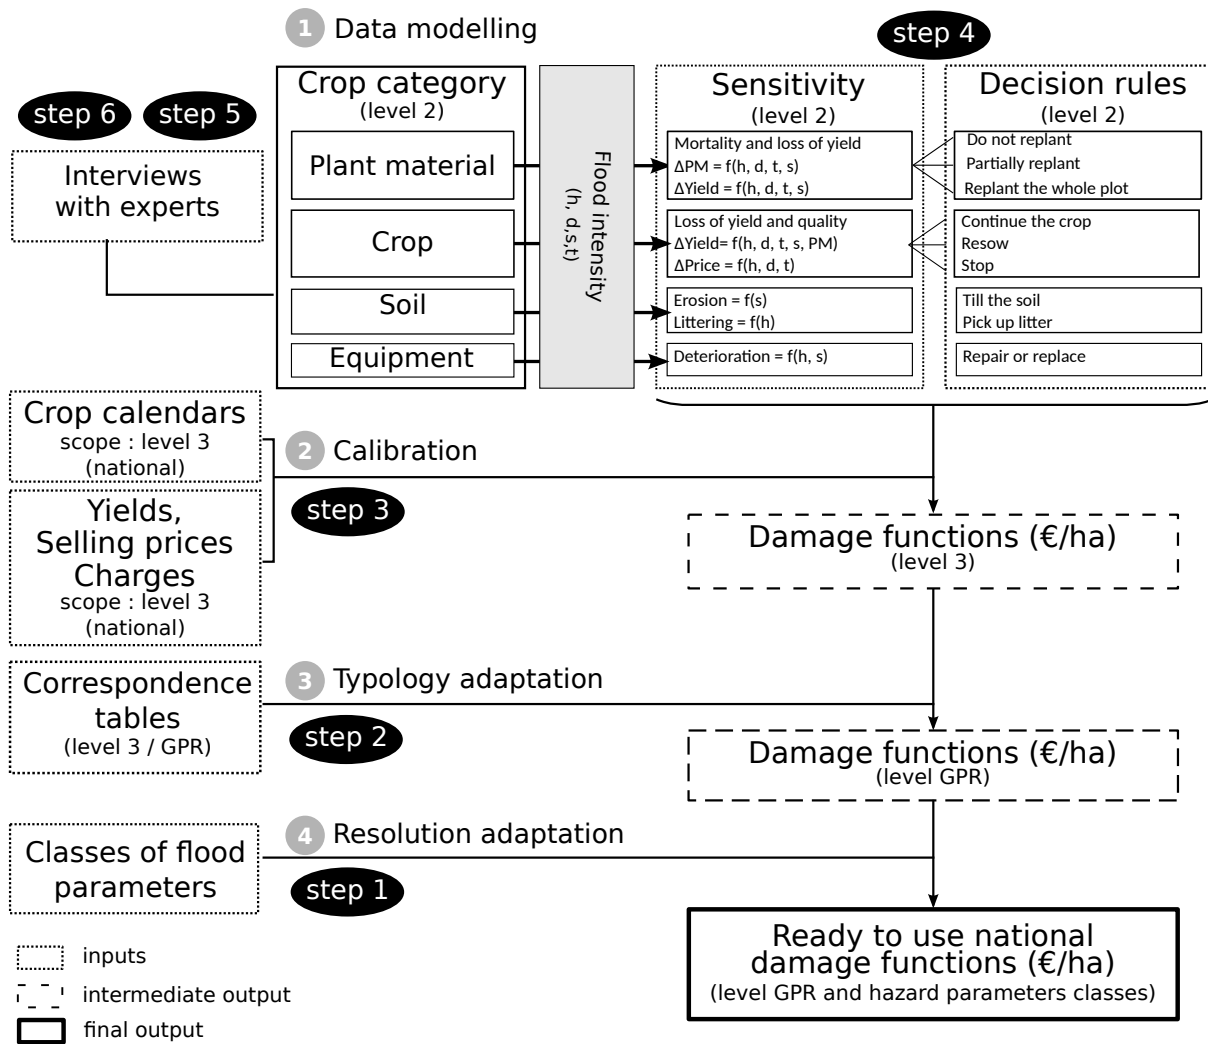 1 Data modelling
step 4
step 6
step 5
Interviews
with experts
Crop category
(level 2)
Plant material
Crop
Soil
Equipment
Flood intensity
(h, d,s,t)
Sensitivity
(level 2)
Mortality and loss of yield
ΔPM = f(h, d, t, s)
ΔYield = f(h, d, t, s)
Loss of yield and quality
ΔYield= f(h, d, t, s, PM)
ΔPrice = f(h, d, t)
Erosion = f(s)
Littering = f(h)
Deterioration = f(h, s)
Decision rules
(level 2)
Do not replant
Partially replant
Replant the whole plot
Continue the crop
Resow
Stop
Till the soil
Pick up litter
Repair or replace
Crop calendars
scope : level 3
(national)
2 Calibration
step 3
Yields,
Selling prices
Charges
scope : level 3
(national)
Damage functions (€/ha)
(level 3)
Correspondence
tables
(level 3 / GPR)
3 Typology adaptation
step 2
Damage functions (€/ha)
(level GPR)
Classes of flood
parameters
4 Resolution adaptation
step 1
Ready to use national
damage functions (€/ha)
(level GPR and hazard parameters classes)
inputs
intermediate output
final output